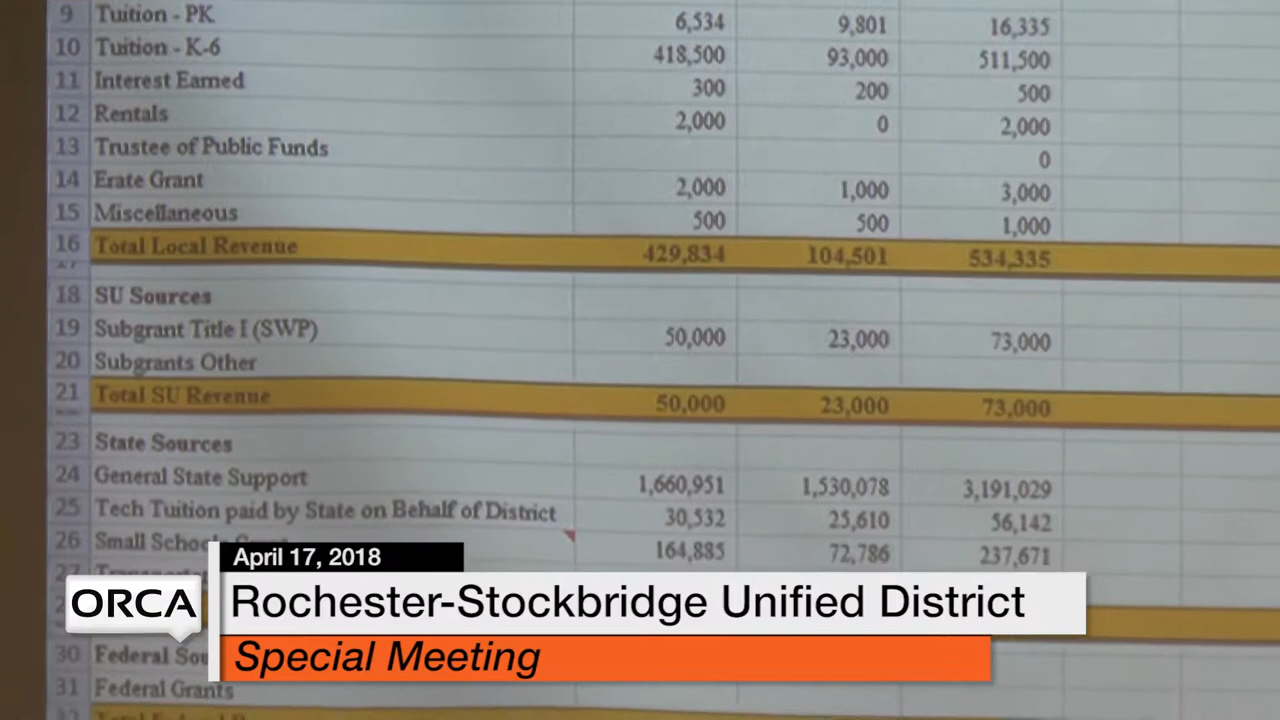 9 Tuition - PK 6,534 9,801 16,335
10 Tuition - K-6 418,500 93,000 511,500
11 Interest Earned 300 200 500
12 Rentals 2,000 0 2,000
13 Trustee of Public Funds 0
14 Erate Grant 2,000 1,000 3,000
15 Miscellaneous 500 500 1,000
16 Total Local Revenue 429,834 104,501 534,335
18 SU Sources
19 Subgrant Title I (SWP) 50,000 23,000 73,000
20 Subgrants Other
21 Total SU Revenue 50,000 23,000 73,000
23 State Sources
24 General State Support 1,660,951 1,530,078 3,191,029
25 Tech Tuition paid by State on Behalf of District 30,532 25,610 56,142
26 Small 164,885 72,786 237,671
April 17, 2018
ORCA
Rochester-Stockbridge Unified District
Special Meeting
30 Federal
31 Federal Grants